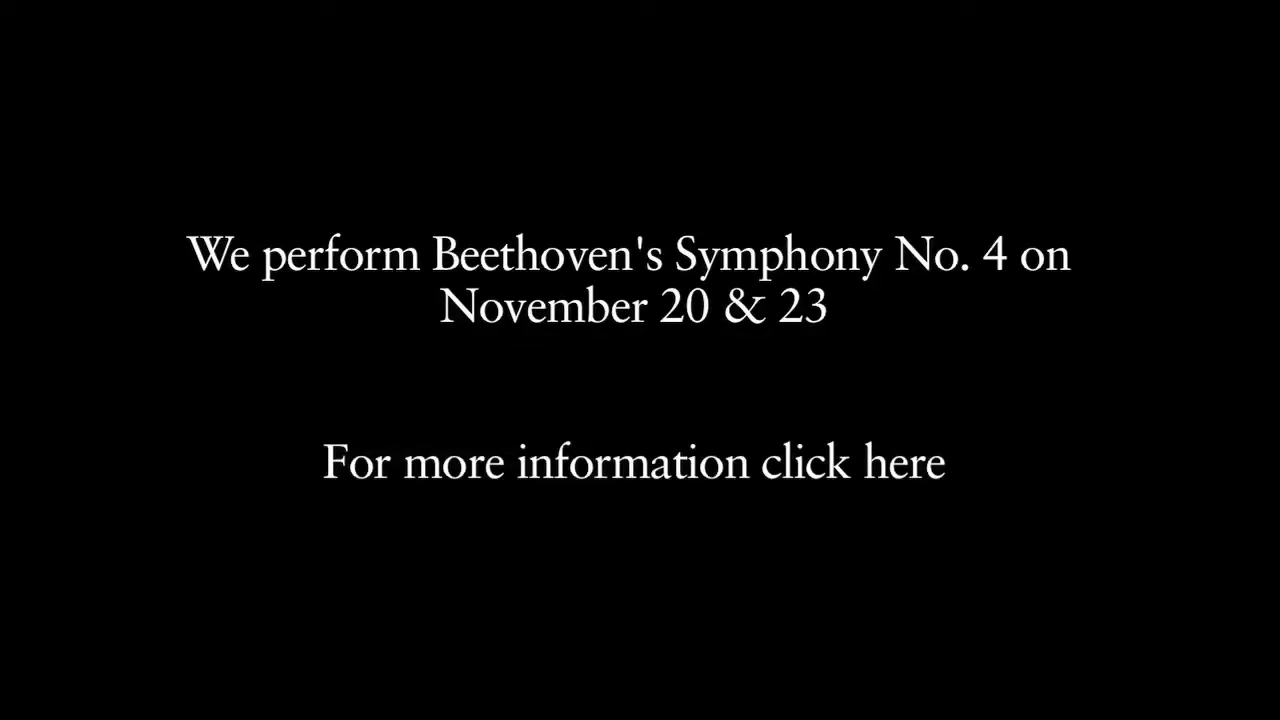 We perform Beethoven's Symphony No. 4 on
November 20 & 23
For more information click here